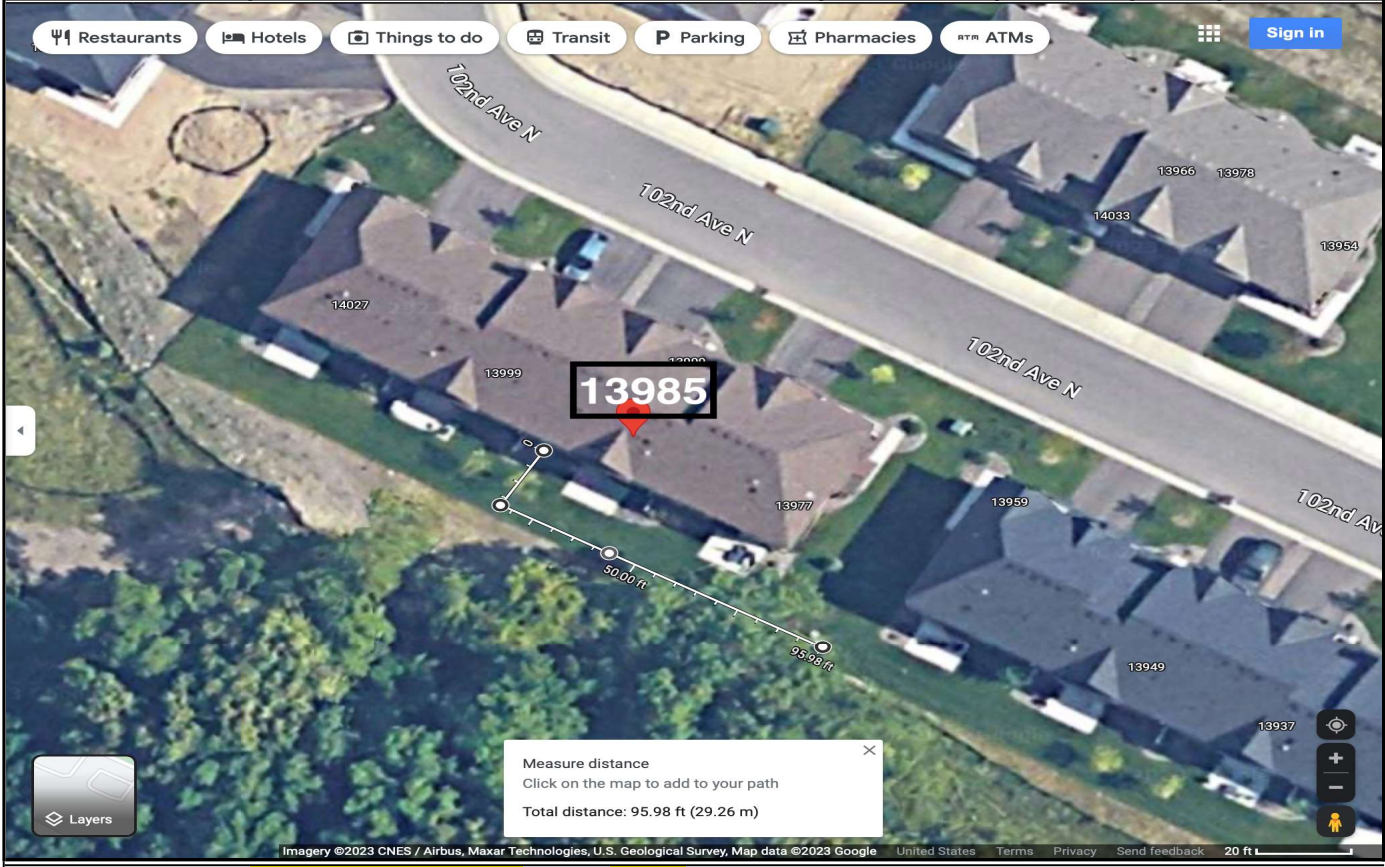 Restaurants
Hotels
Things to do
Transit
Parking
Pharmacies
ATM ATMs
Sign in
102nd Ave N
102nd Ave N
13966
13978
14033
13954
14027
13999
13999
13985
102nd Ave N
0
13977
13959
102nd Av
50.00 ft
95.98 ft
13949
13937
Measure distance
Click on the map to add to your path
Total distance: 95.98 ft (29.26 m)
Layers
Imagery ©2023 CNES / Airbus, Maxar Technologies, U.S. Geological Survey, Map data ©2023 Google United States Terms Privacy Send feedback 20 ft